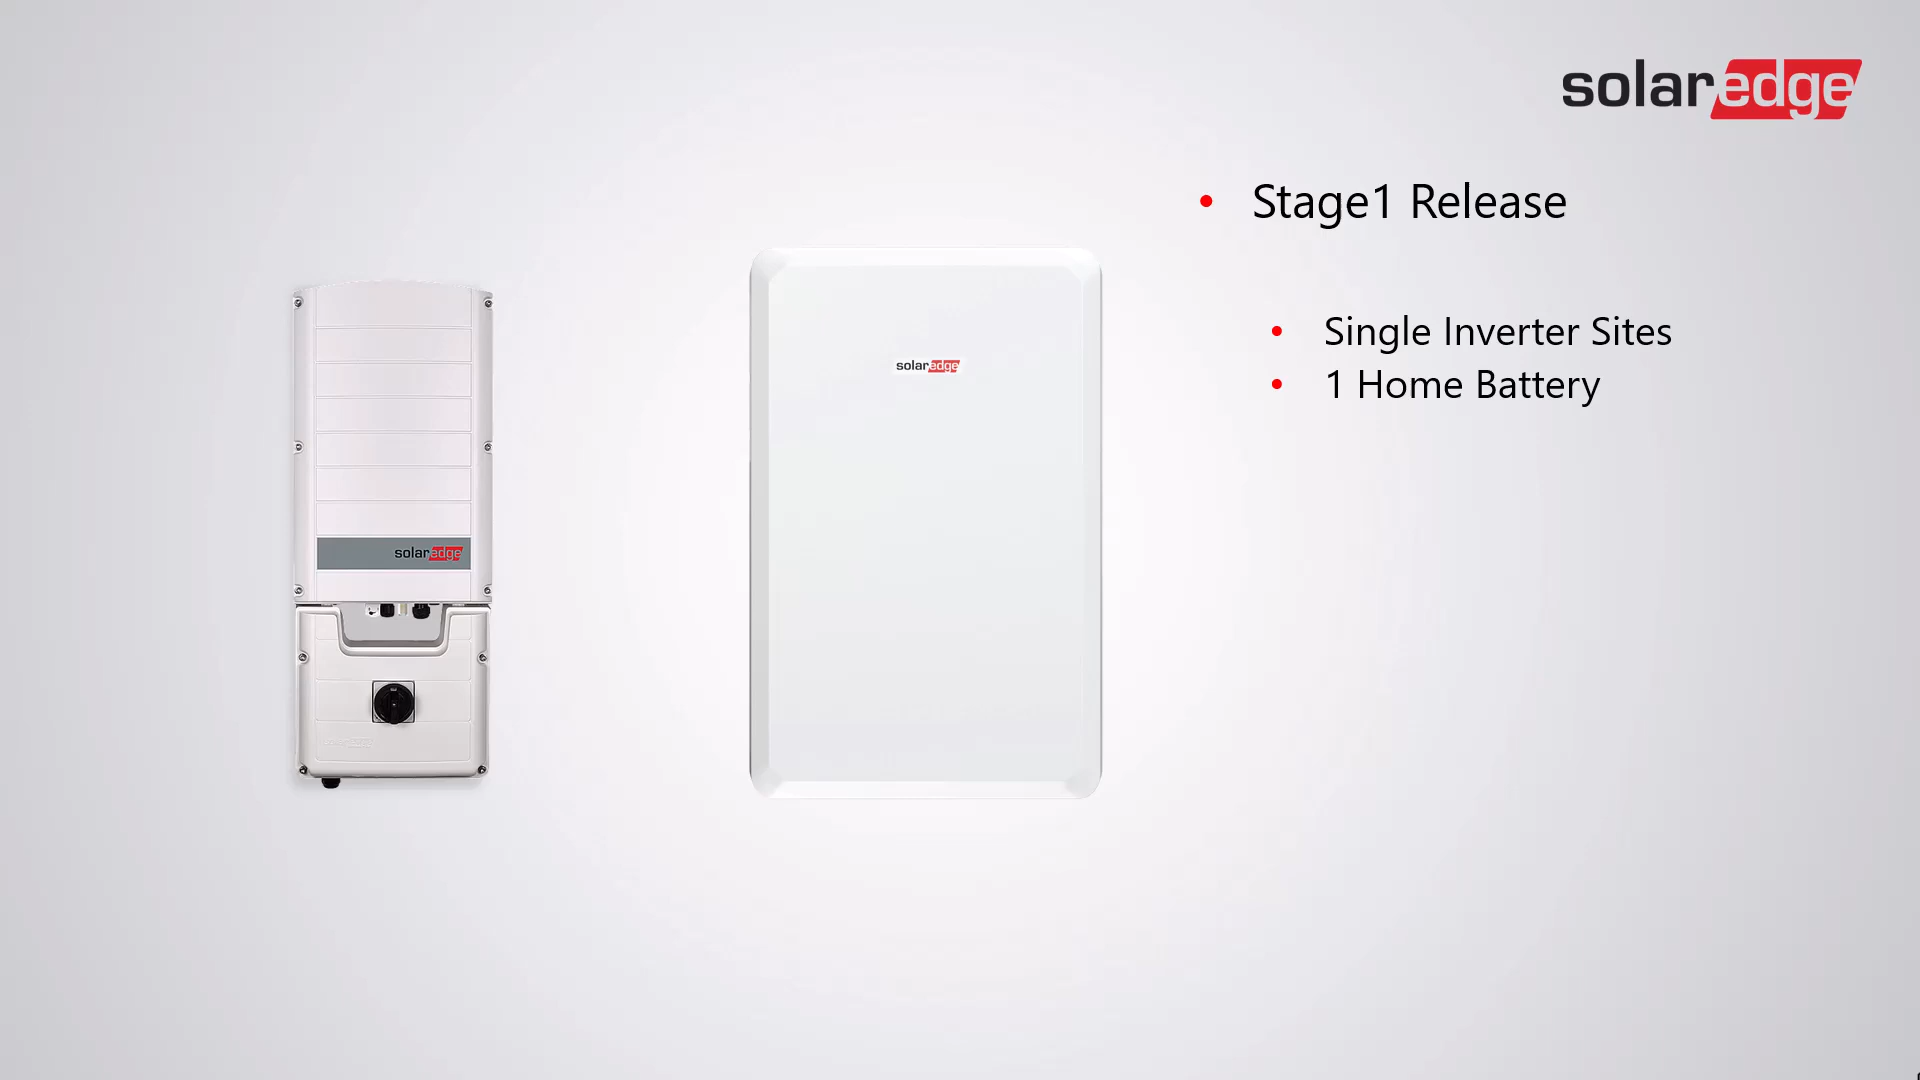 solaredge
• Stage1 Release
• Single Inverter Sites
• 1 Home Battery
solaredge
solaredge